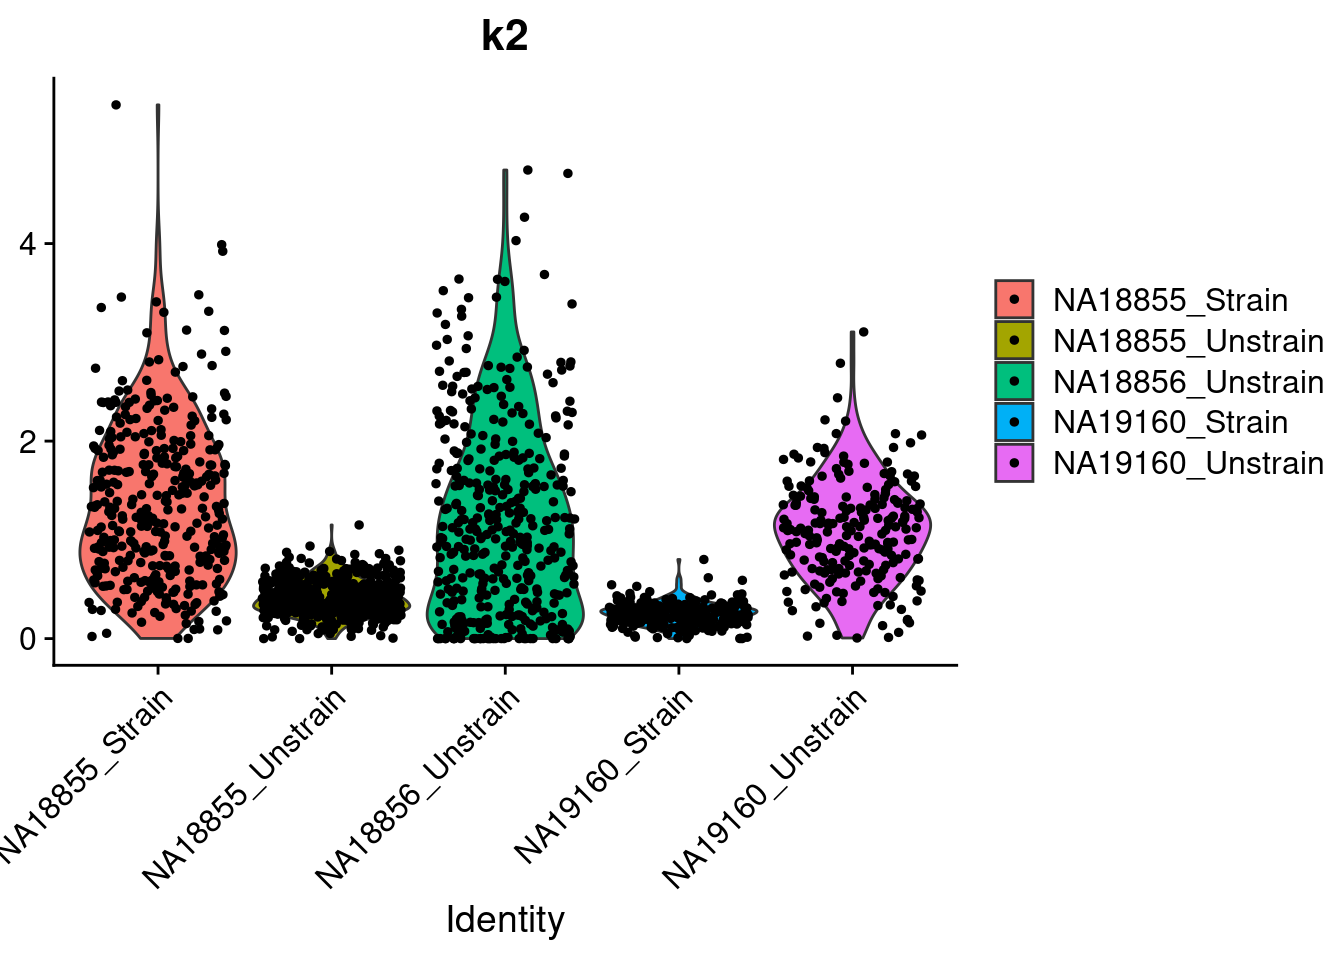 k2
4
2
0
NA18855_Strain
NA18855_Unstrain
NA18856_Unstrain
NA19160_Strain
NA19160_Unstrain
Identity
NA18855_Strain
NA18855_Unstrain
NA18856_Unstrain
NA19160_Strain
NA19160_Unstrain